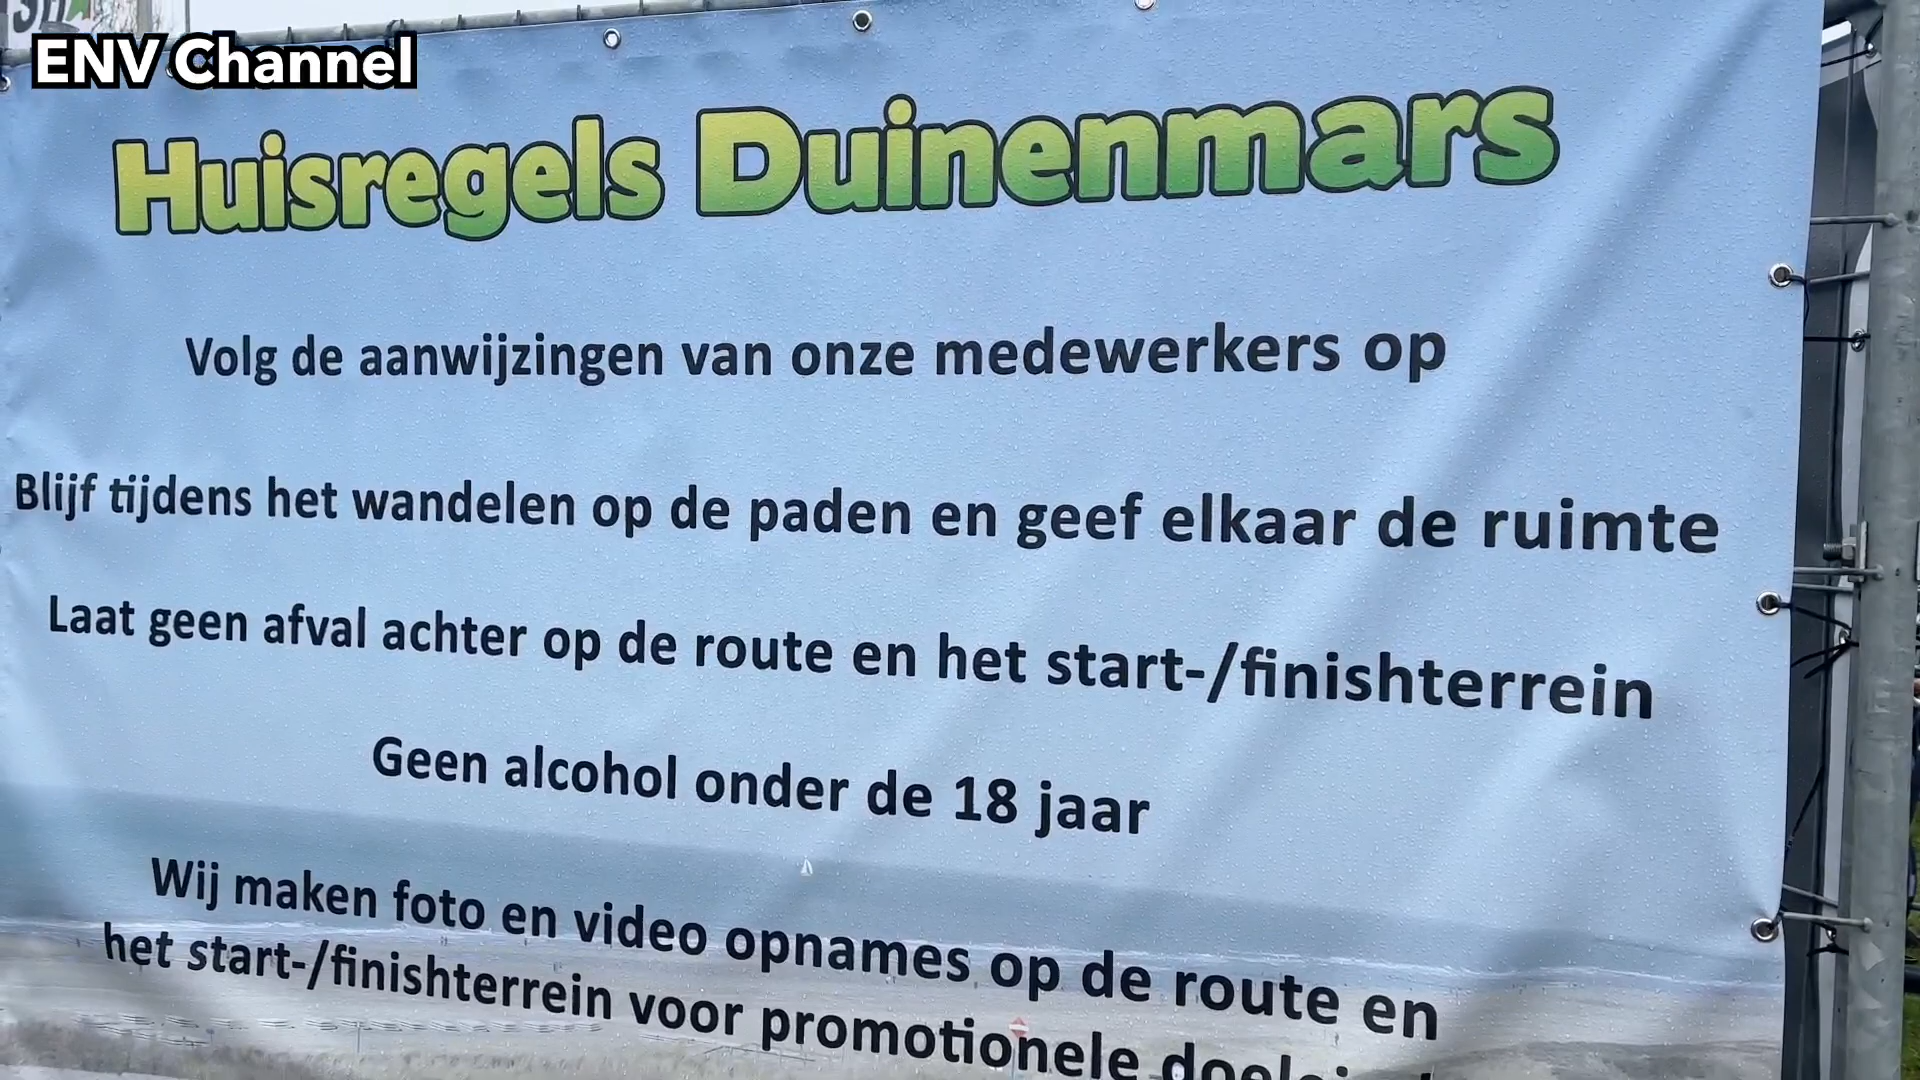 ENV Channel
Huisregels Duinenmars
Volg de aanwijzingen van onze medewerkers op
Blijf tijdens het wandelen op de paden en geef elkaar de ruimte
Laat geen afval achter op de route en het start-/finishterrein
Geen alcohol onder de 18 jaar
Wij maken foto en video opnames op de route en
het start-/finishterrein voor promotionele